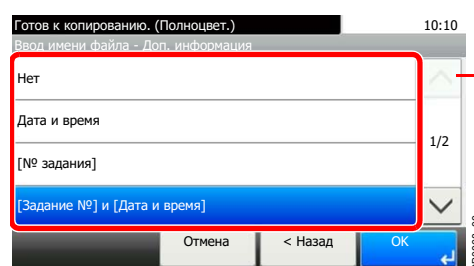 Готов к копированию. (Полноцвет.) 10:10
Ввод имени файла - Доп. информация
Нет
Дата и время
1/2
[№ задания]
[Задание №] и [Дата и время]
Отмена < Назад OK